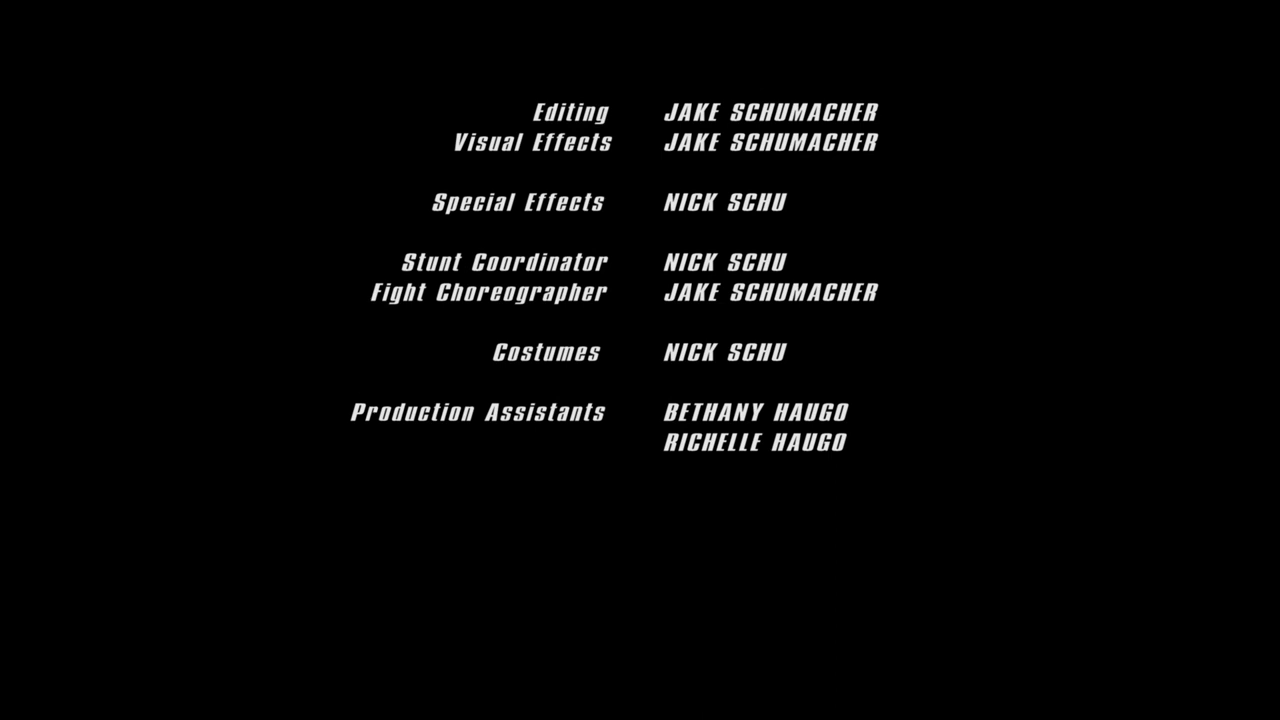 Editing JAKE SCHUMACHER
Visual Effects JAKE SCHUMACHER
Special Effects NICK SCHU
Stunt Coordinator NICK SCHU
Fight Choreographer JAKE SCHUMACHER
Costumes NICK SCHU
Production Assistants BETHANY HAUGO
RICHELLE HAUGO